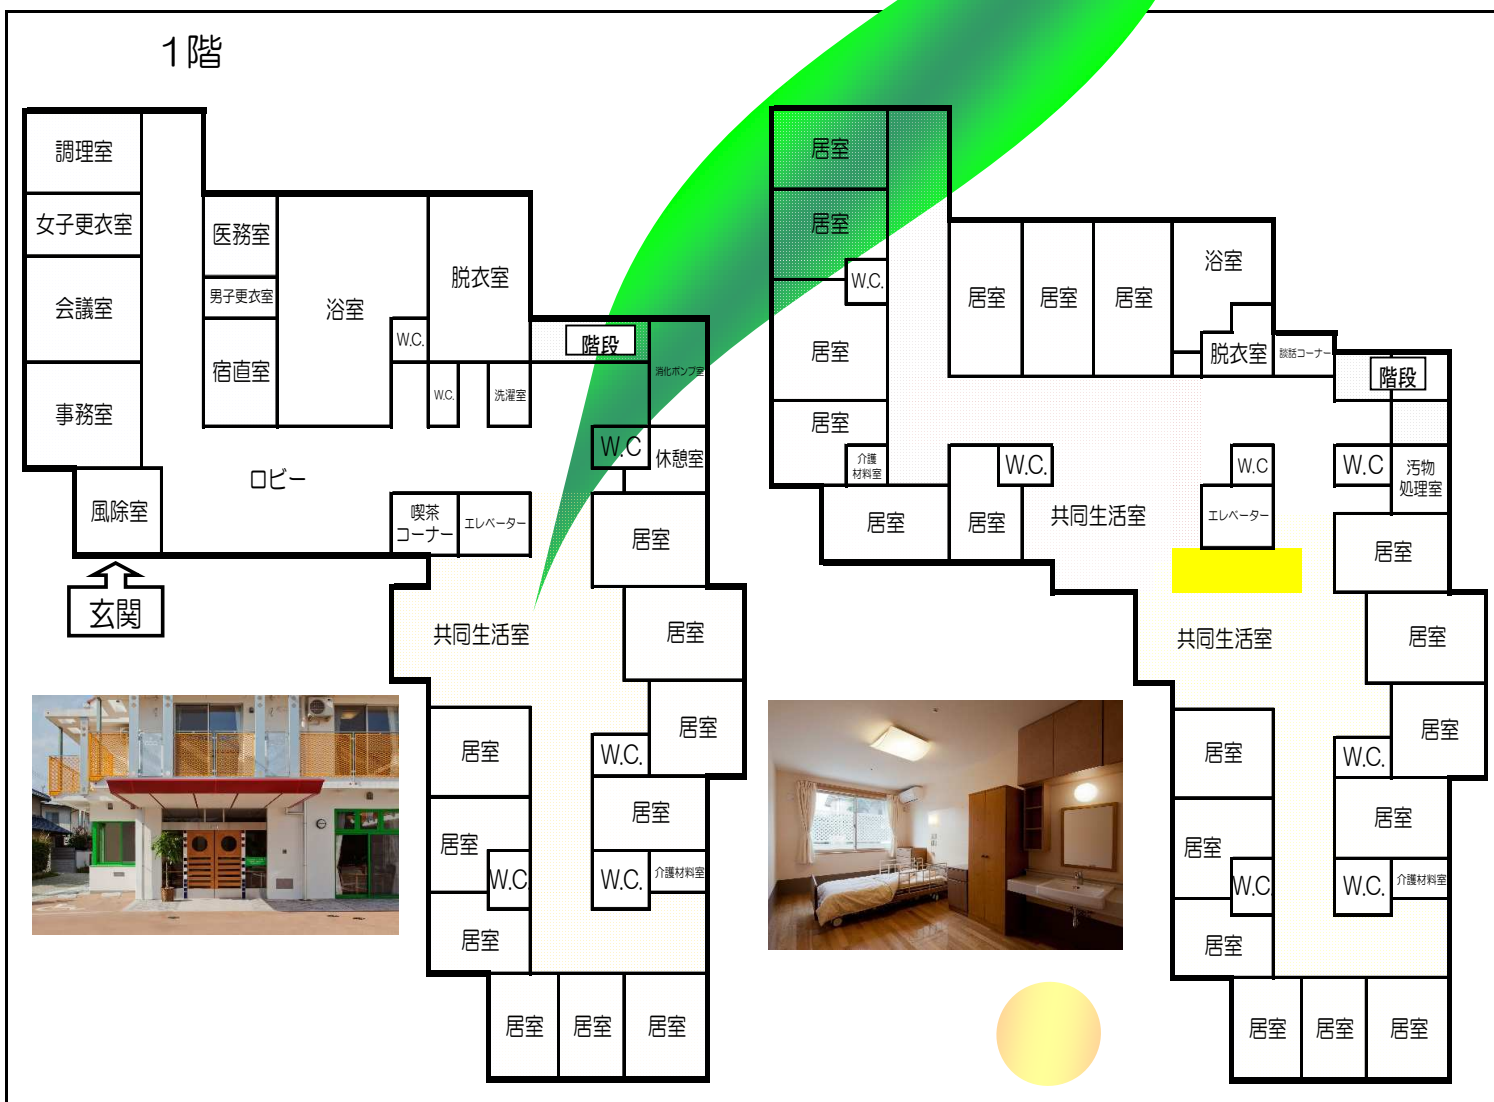 1階
調理室
女子更衣室
会議室
事務室
風除室
玄関
医務室
男子更衣室
宿直室
浴室
脱衣室
W.C.
W.C.
洗濯室
階段
消化ポンプ室
W.C
休憩室
ロビー
喫茶
コーナー
エレベーター
居室
共同生活室
居室
居室
居室
W.C.
居室
居室
W.C
W.C.
介護材料室
居室
居室
居室
居室
居室
居室
W.C.
居室
居室
介護
材料室
居室
居室
居室
居室
居室
浴室
脱衣室
談話コーナー
階段
W.C.
共同生活室
W.C
エレベーター
W.C
汚物
処理室
居室
共同生活室
居室
居室
居室
W.C.
居室
居室
W.C
W.C.
介護材料室
居室
居室
居室
居室